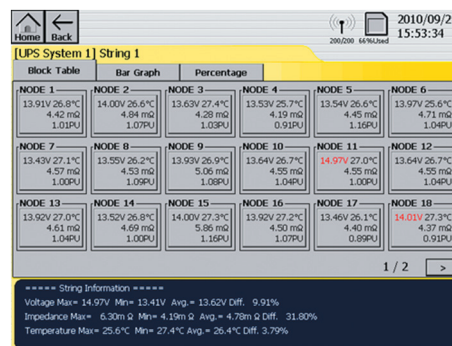 Home Back 200/200 66%Used 2010/09/2
15:53:34
[UPS System 1] String 1
Block Table Bar Graph Percentage
NODE 1 NODE 2 NODE 3 NODE 4 NODE 5 NODE 6
13.91V 26.8°C 14.00V 26.6°C 13.63V 27.4°C 13.53V 25.7°C 13.54V 26.6°C 13.97V 25.6°C
4.42 mΩ 4.84 mΩ 4.28 mΩ 4.19 mΩ 4.45 mΩ 4.71 mΩ
1.01PU 1.07PU 1.03PU 0.91PU 1.16PU 1.04PU
NODE 7 NODE 8 NODE 9 NODE 10 NODE 11 NODE 12
13.43V 27.1°C 13.55V 26.2°C 13.93V 26.9°C 13.64V 26.7°C 14.97V 27.0°C 13.64V 26.7°C
4.57 mΩ 4.53 mΩ 5.06 mΩ 4.55 mΩ 4.55 mΩ 4.55 mΩ
1.00PU 1.09PU 1.08PU 1.04PU 1.00PU 1.04PU
NODE 13 NODE 14 NODE 15 NODE 16 NODE 17 NODE 18
13.92V 27.0°C 13.52V 26.8°C 14.00V 27.3°C 13.92V 27.2°C 13.46V 26.1°C 14.01V 27.3°C
4.61 mΩ 4.69 mΩ 5.86 mΩ 4.50 mΩ 4.40 mΩ 4.37 mΩ
1.04PU 1.00PU 1.16PU 1.07PU 0.89PU 0.91PU
1 / 2 >
===== String Information =====
Voltage Max= 14.97V Min= 13.41V Avg.= 13.62V Diff. 9.91%
Impedance Max= 6.30m Ω Min= 4.19m Ω Avg.= 4.78m Ω Diff. 31.80%
Temperature Max= 25.6°C Min= 27.4°C Avg.= 26.4°C Diff. 3.79%